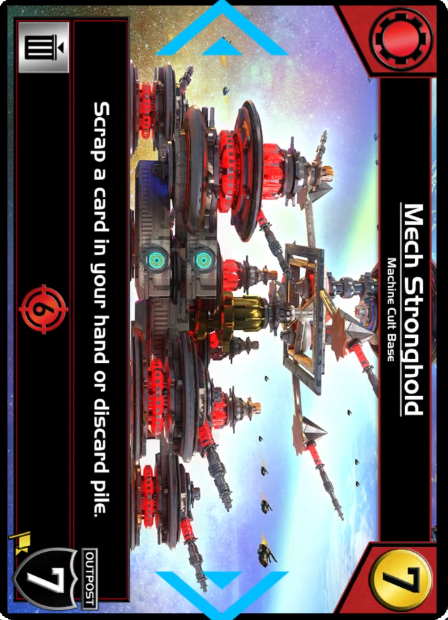 Mech Stronghold
Machine Cult Base
7
Scrap a card in your hand or discard pile.
6
OUTPOST
7